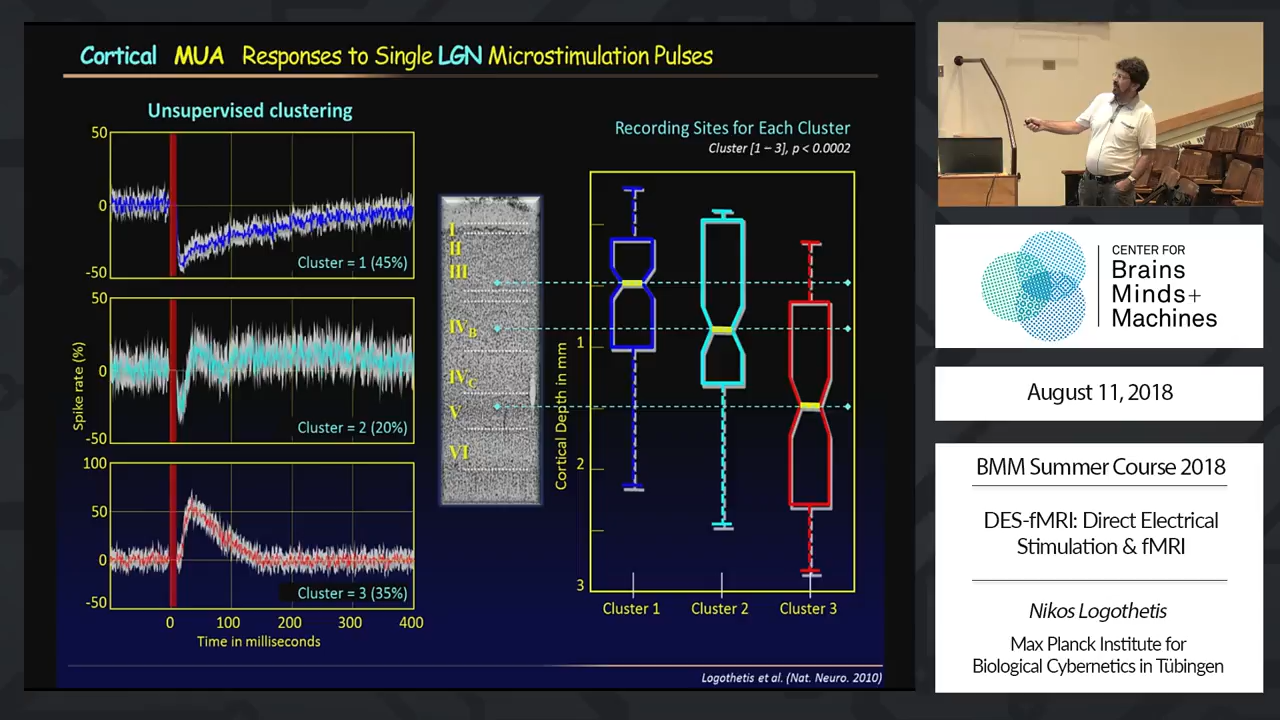 Cortical MUA Responses to Single LGN Microstimulation Pulses
Unsupervised clustering
50
0
-50
Cluster = 1 (45%)
50
0
-50
Cluster = 2 (20%)
Spike rate (%)
100
50
0
-50
Cluster = 3 (35%)
0 100 200 300 400
Time in milliseconds
I
II
III
IVB
IVC
V
VI
Recording Sites for Each Cluster
Cluster [1 – 3], p < 0.0002
Cortical Depth in mm
1
2
3
Cluster 1 Cluster 2 Cluster 3
Logothetis et al. (Nat. Neuro. 2010)
CENTER FOR
Brains
Minds+
Machines
August 11, 2018
BMM Summer Course 2018
DES-fMRI: Direct Electrical
Stimulation & fMRI
Nikos Logothetis
Max Planck Institute for
Biological Cybernetics in Tübingen